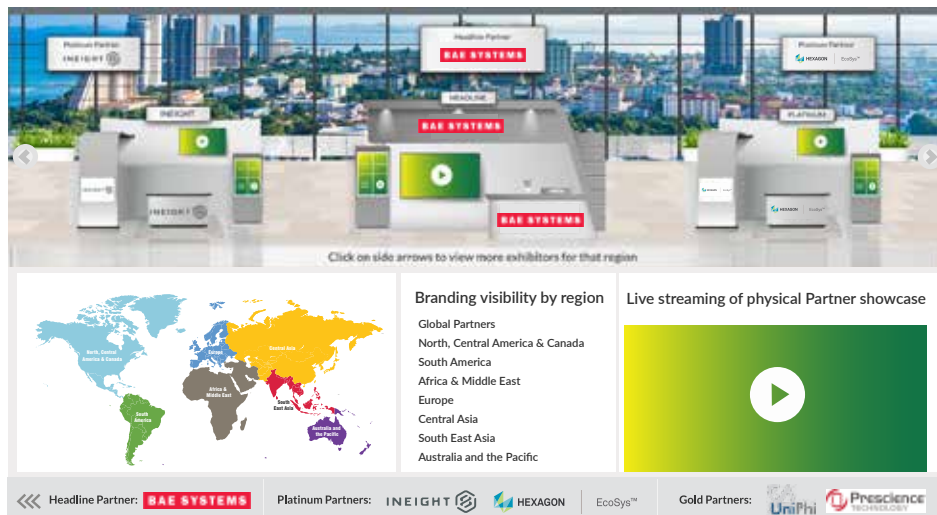 Platinum Partner
INEIGHT
Headline Partner
BAE SYSTEMS
Platinum Partner
HEXAGON EcoSys™
INEIGHT
HEADLINE
BAE SYSTEMS
PLATINUM
INEIGHT
INEIGHT
BAE SYSTEMS
HEXAGON EcoSys™
Click on side arrows to view more exhibitors for that region
North, Central
America & Canada
South
America
Europe
Africa &
Middle East
Central Asia
South
East Asia
Australia and
the Pacific
Branding visibility by region
Global Partners
North, Central America & Canada
South America
Africa & Middle East
Europe
Central Asia
South East Asia
Australia and the Pacific
Live streaming of physical Partner showcase
Headline Partner: BAE SYSTEMS Platinum Partners: INEIGHT HEXAGON EcoSys™ Gold Partners: UniPhi Prescience
TECHNOLOGY